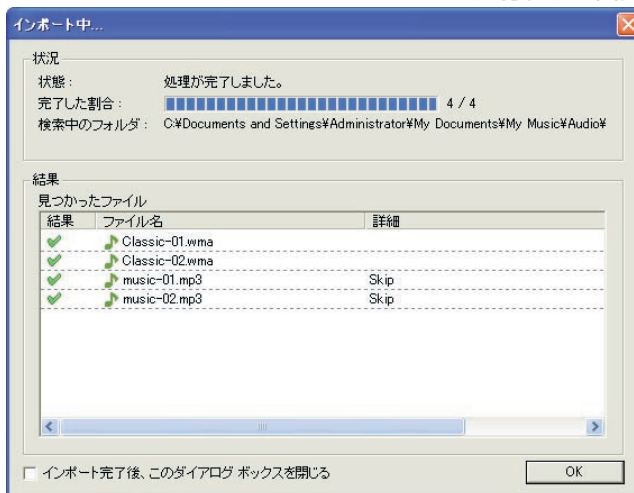 インポート中...
状況
状態： 処理が完了しました。
完了した割合： 4 / 4
検索中のフォルダ： C:¥Documents and Settings¥Administrator¥My Documents¥My Music¥Audio¥
結果
見つかったファイル
結果 ファイル名 詳細
Classic-01.wma
Classic-02.wma
music-01.mp3 Skip
music-02.mp3 Skip
インポート完了後、このダイアログ ボックスを閉じる OK